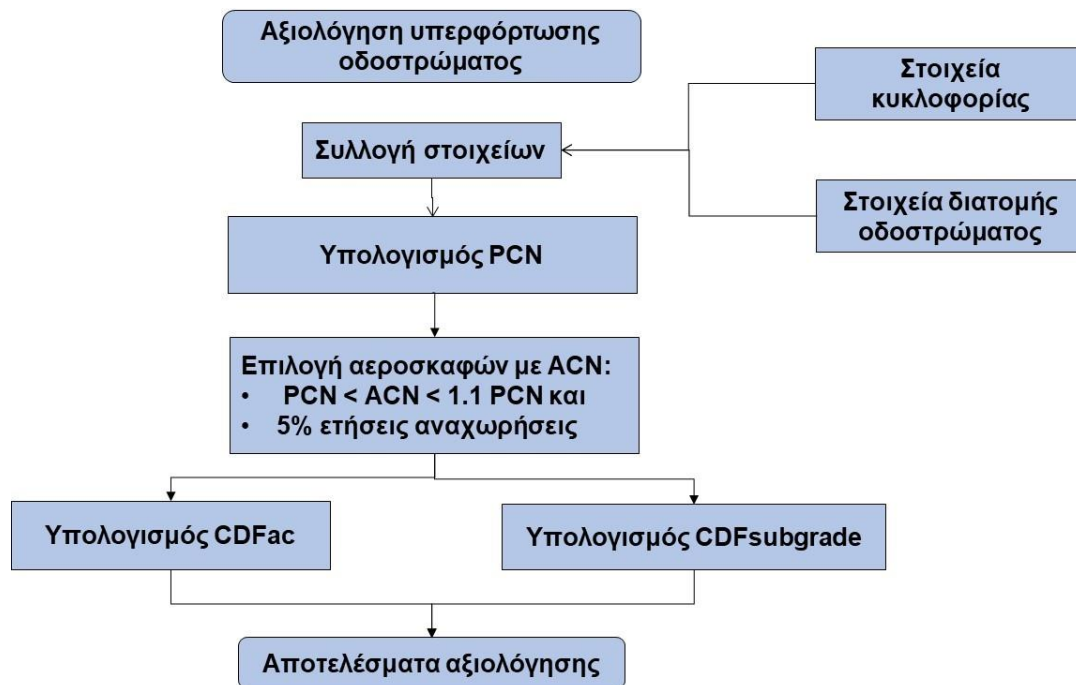 Αξιολόγηση υπερφόρτωσης
οδοστρώματος
Στοιχεία
κυκλοφορίας
Συλλογή στοιχείων
Στοιχεία διατομής
οδοστρώματος
Υπολογισμός PCN
Επιλογή αεροσκαφών με ACN:
• PCN < ACN < 1.1 PCN και
• 5% ετήσεις αναχωρήσεις
Υπολογισμός CDFac
Υπολογισμός CDFsubgrade
Αποτελέσματα αξιολόγησης